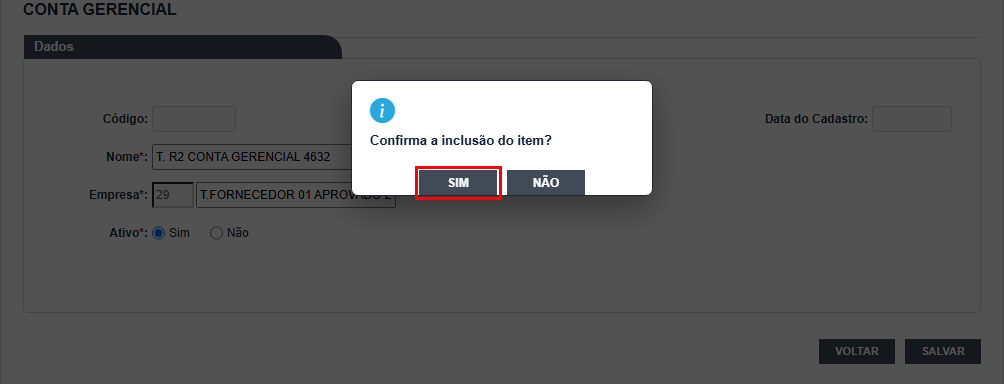 CONTA GERENCIAL
Dados
Código:
Data do Cadastro:
i
Confirma a inclusão do item?
Nome*: T. R2 CONTA GERENCIAL 4632
SIM NÃO
Empresa*: 29 T.FORNECEDOR 01 APROVADO
Ativo*: Sim Não
VOLTAR SALVAR